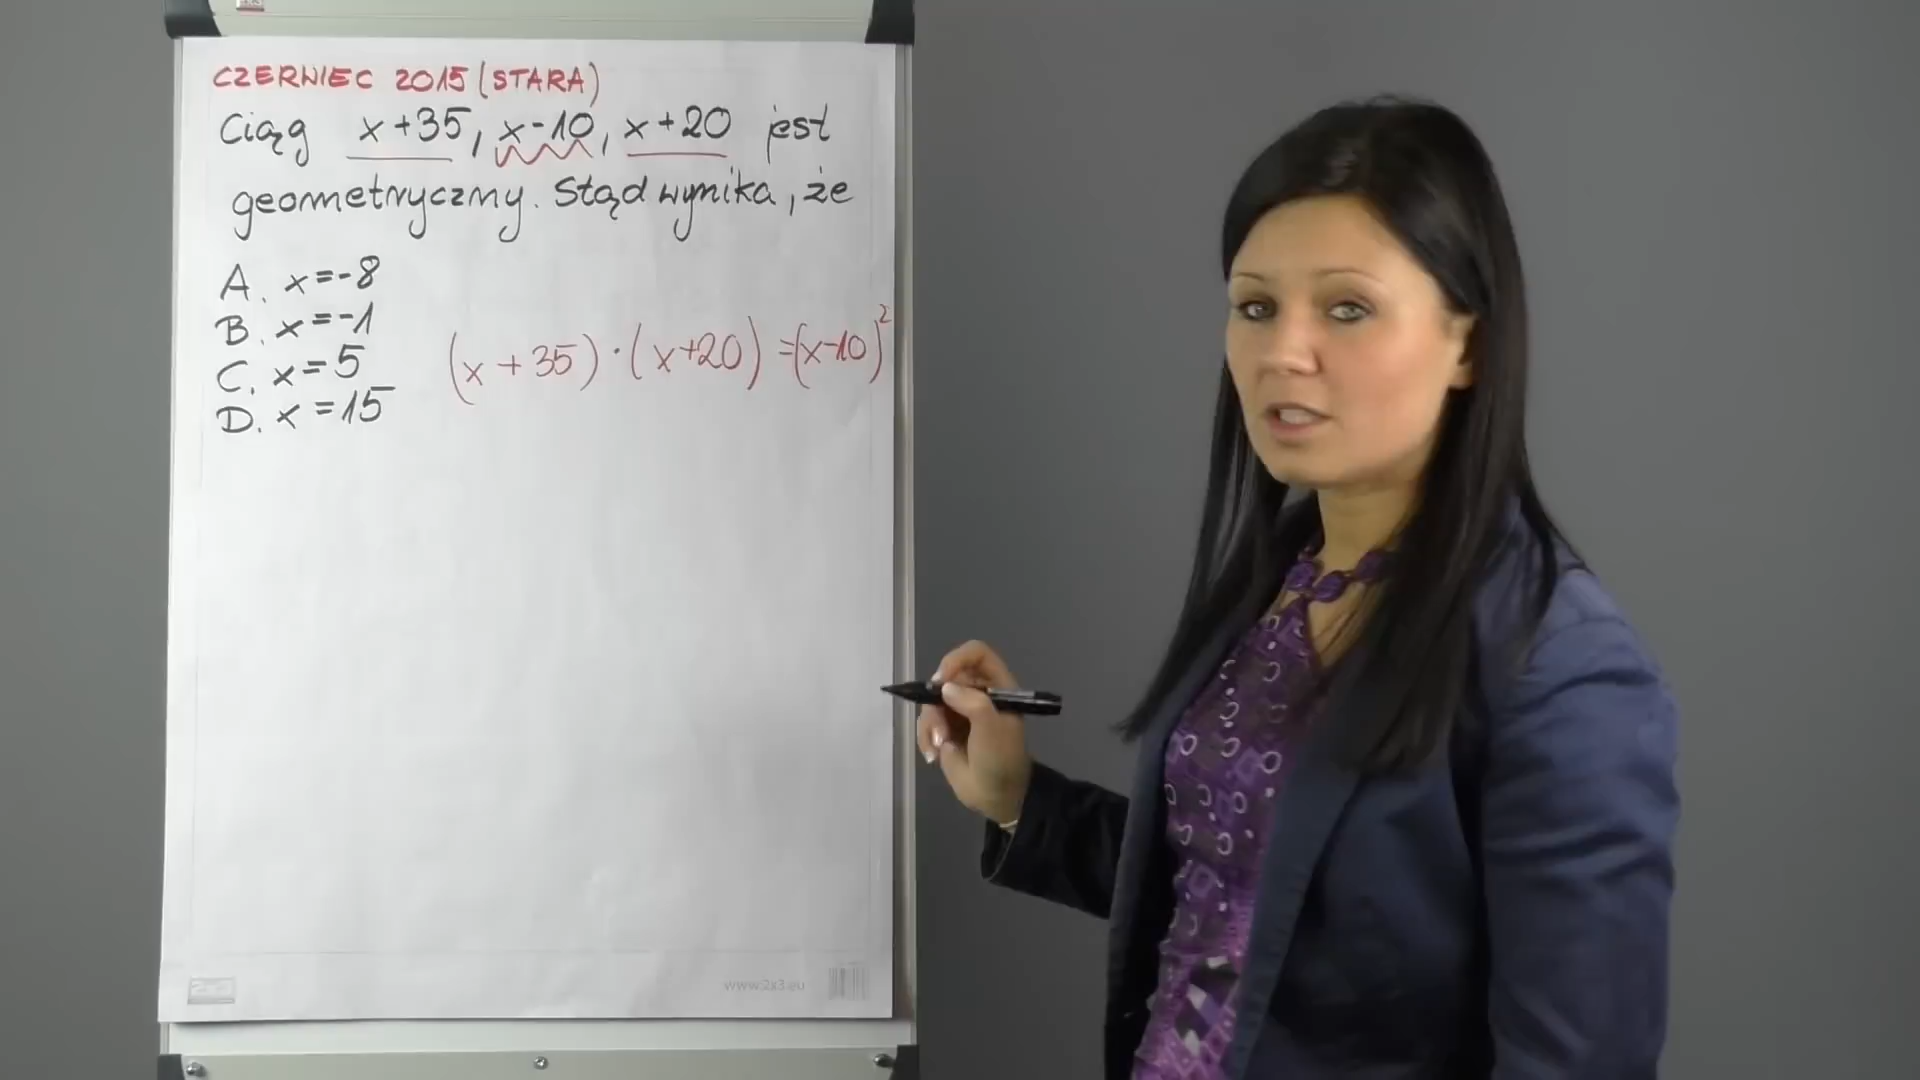 CZERWIEC 2015 (STARA)
Ciąg x+35, x-10, x+20 jest
geometryczny. Stąd wynika, że
A. x=-8
B. x=-1
C. x=5
D. x=15
(x+35)·(x+20)=(x-10)²
www.2x3.eu